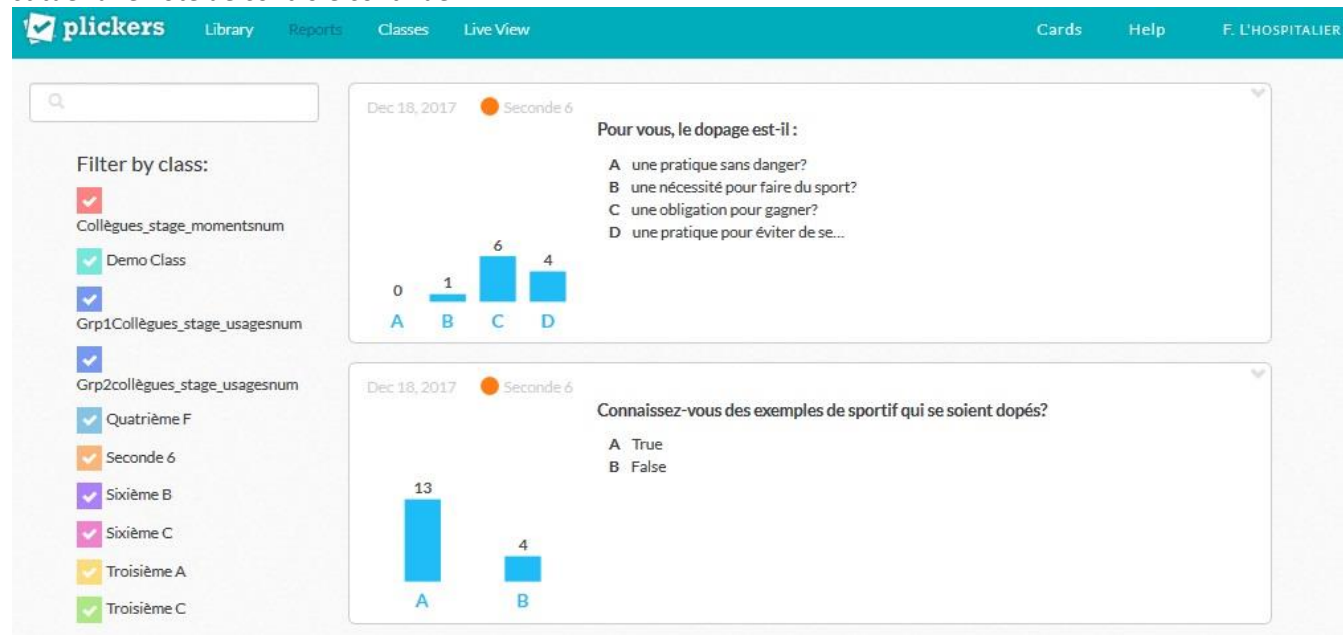 plickers
Library
Reports
Classes
Live View
Cards
Help
F. L'HOSPITALIER
Filter by class:
Collègues_stage_momentsnum
Demo Class
Grp1Collègues_stage_usagesnum
Grp2collègues_stage_usagesnum
Quatrième F
Seconde 6
Sixième B
Sixième C
Troisième A
Troisième C
Dec 18, 2017 Seconde 6
Pour vous, le dopage est-il :
A une pratique sans danger?
B une nécessité pour faire du sport?
C une obligation pour gagner?
D une pratique pour éviter de se...
0 1 6 4
A B C D
Dec 18, 2017 Seconde 6
Connaissez-vous des exemples de sportif qui se soient dopés?
A True
B False
13 4
A B